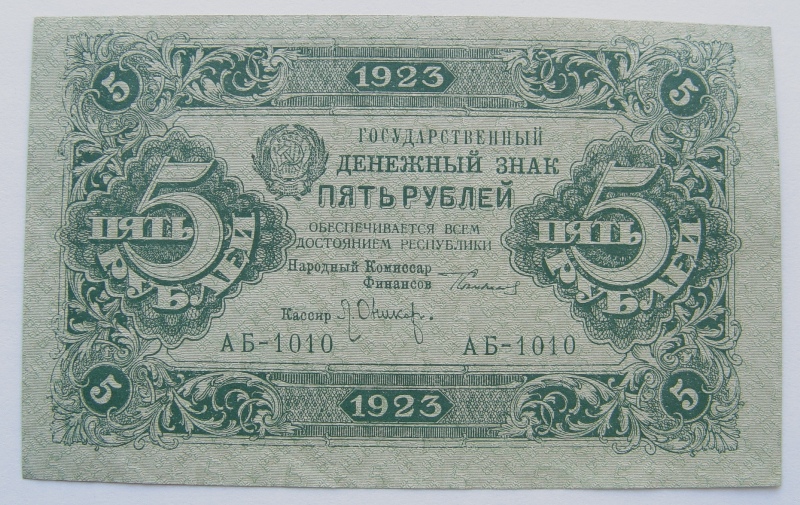 5 1923 5
ГОСУДАРСТВЕННЫЙ
ДЕНЕЖНЫЙ ЗНАК
ПЯТЬ РУБЛЕЙ
ОБЕСПЕЧИВАЕТСЯ ВСЕМ
ДОСТОЯНИЕМ РЕСПУБЛИКИ
5 ПЯТЬ РУБЛЕЙ
5 ПЯТЬ РУБЛЕЙ
Народный Комиссар
Финансов
Кассир
АБ-1010 АБ-1010
5 1923 5